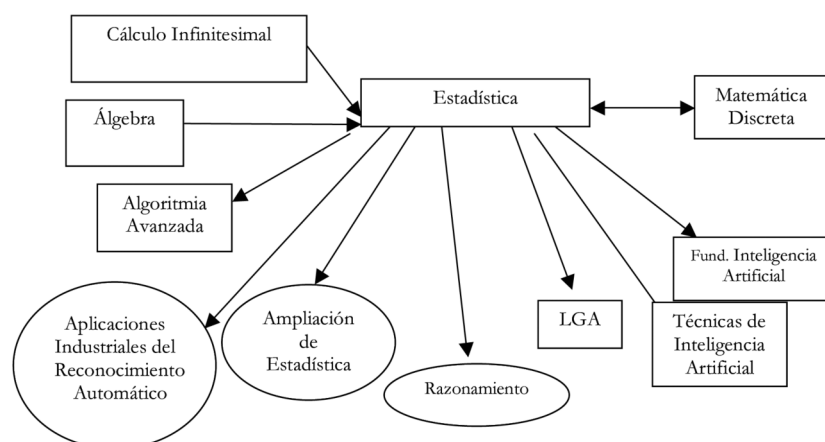 Cálculo Infinitesimal
Estadística
Matemática
Discreta
Álgebra
Algoritmia
Avanzada
Fund. Inteligencia
Artificial
Aplicaciones
Industriales del
Reconocimiento
Automático
Ampliación
de
Estadística
LGA
Técnicas de
Inteligencia
Artificial
Razonamiento